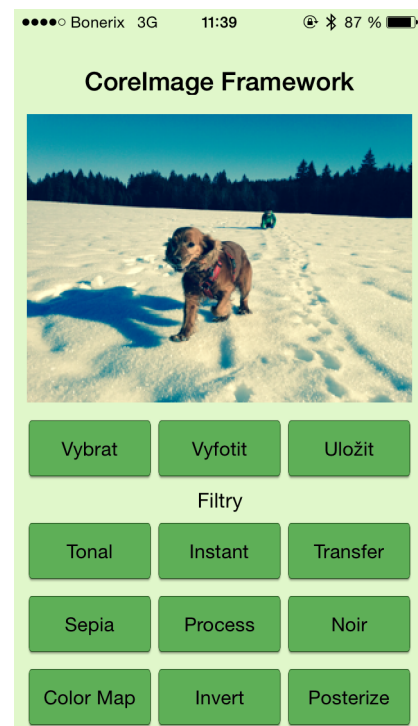 Bonerix 3G 11:39 87 %
CoreImage Framework
Vybrat Vyfotit Uložit
Filtry
Tonal Instant Transfer
Sepia Process Noir
Color Map Invert Posterize